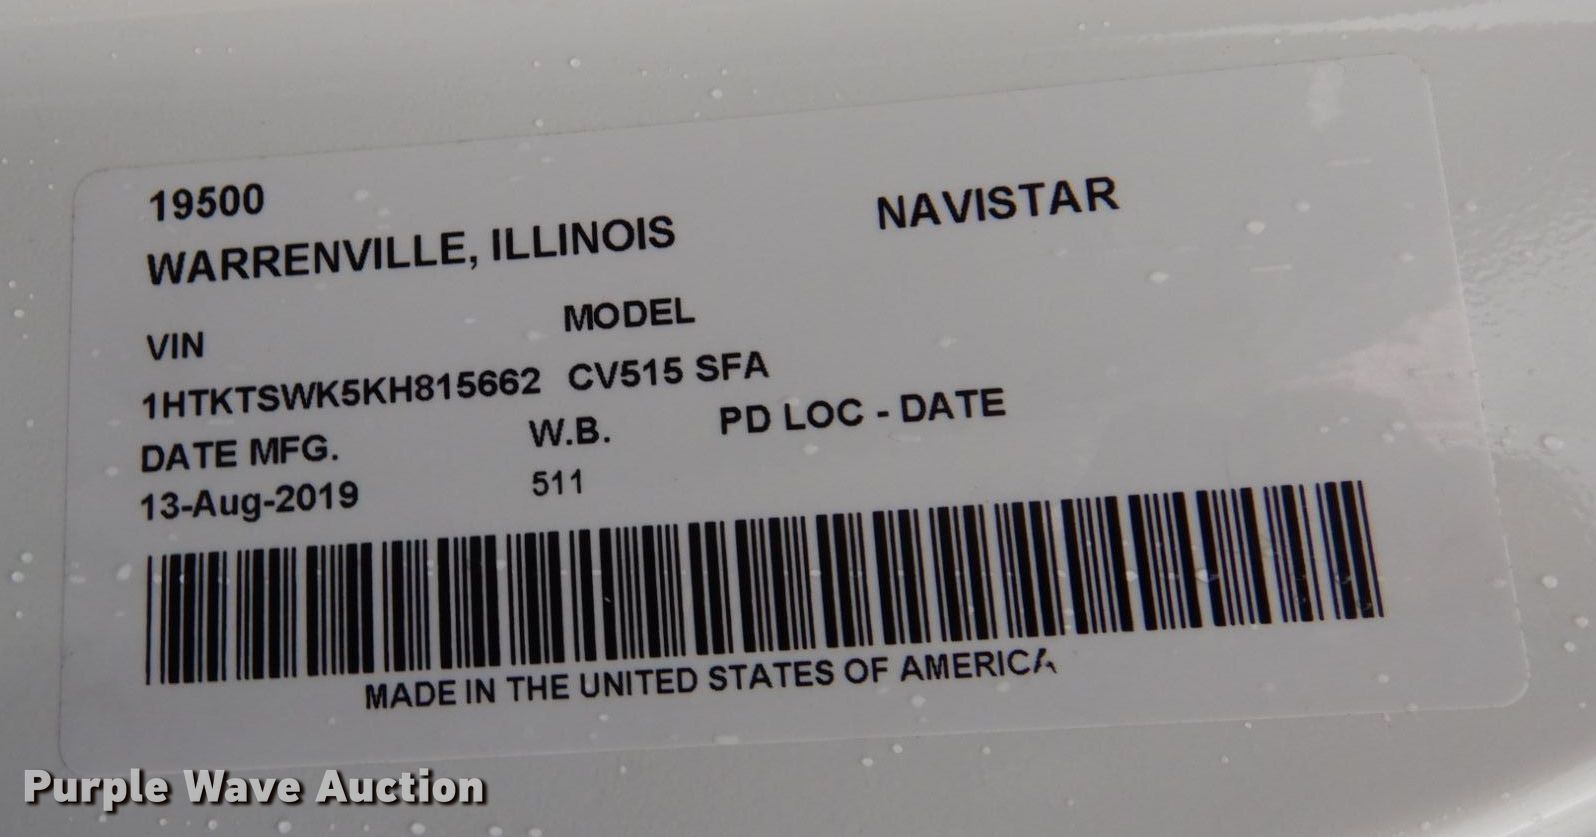 19500
WARRENVILLE, ILLINOIS
NAVISTAR
VIN
MODEL
1HTKTSWK5KH815662 CV515 SFA
DATE MFG.
W.B.
PD LOC - DATE
13-Aug-2019
511
MADE IN THE UNITED STATES OF AMERICA
Purple Wave Auction